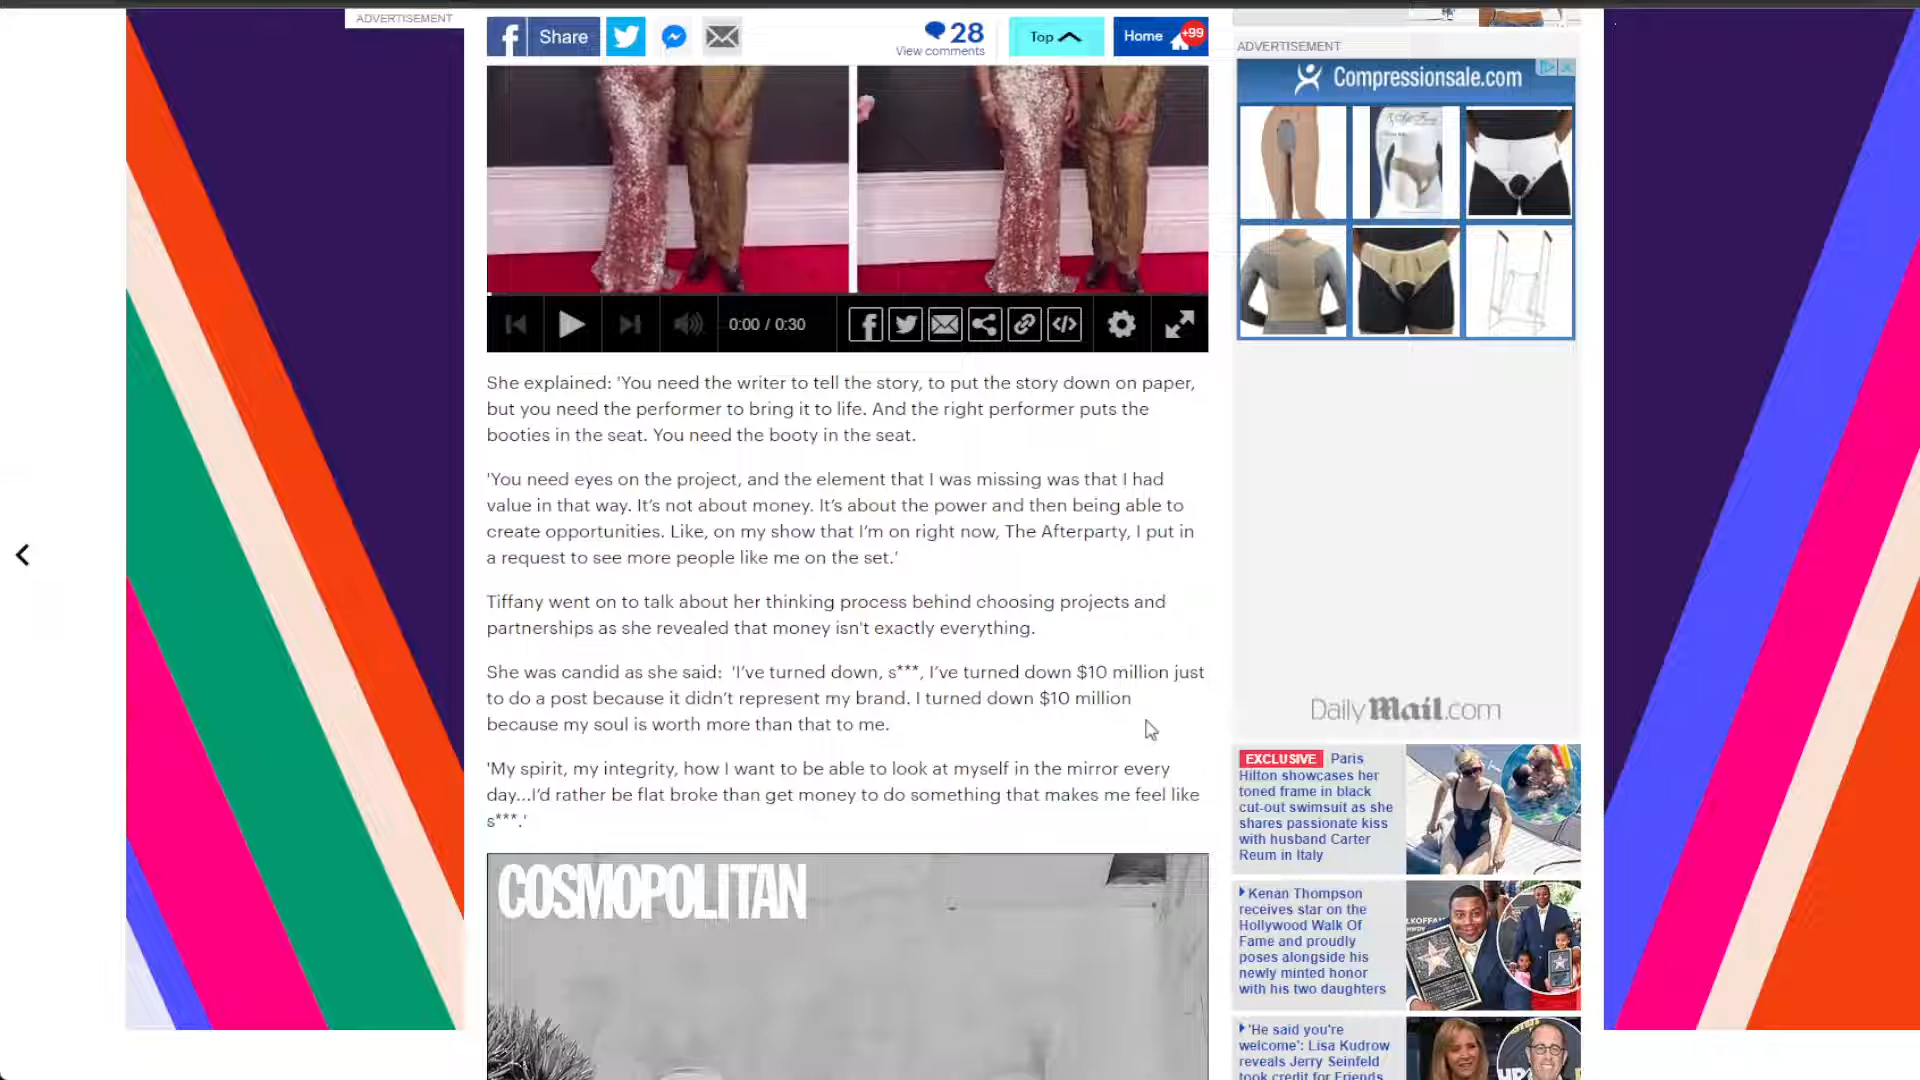 ADVERTISEMENT
Share
28
View comments
Top
Home
+99
0:00 / 0:30
She explained: 'You need the writer to tell the story, to put the story down on paper,
but you need the performer to bring it to life. And the right performer puts the
booties in the seat. You need the booty in the seat.
'You need eyes on the project, and the element that I was missing was that I had
value in that way. It's not about money. It's about the power and then being able to
create opportunities. Like, on my show that I'm on right now, The Afterparty, I put in
a request to see more people like me on the set.'
Tiffany went on to talk about her thinking process behind choosing projects and
partnerships as she revealed that money isn't exactly everything.
She was candid as she said:  'I've turned down, s***, I've turned down $10 million just
to do a post because it didn't represent my brand. I turned down $10 million
because my soul is worth more than that to me.
'My spirit, my integrity, how I want to be able to look at myself in the mirror every
day...I'd rather be flat broke than get money to do something that makes me feel like
s***.'
COSMOPOLITAN
ADVERTISEMENT
Compressionsale.com
DailyMail.com
EXCLUSIVE Paris
Hilton showcases her
toned frame in black
cut-out swimsuit as she
shares passionate kiss
with husband Carter
Reum in Italy
Kenan Thompson
receives star on the
Hollywood Walk Of
Fame and proudly
poses alongside his
newly minted honor
with his two daughters
'He said you're
welcome': Lisa Kudrow
reveals Jerry Seinfeld
took credit for Friends